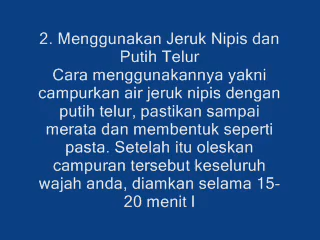 2. Menggunakan Jeruk Nipis dan
Putih Telur
Cara menggunakannya yakni
campurkan air jeruk nipis dengan
putih telur, pastikan sampai
merata dan membentuk seperti
pasta. Setelah itu oleskan
campuran tersebut keseluruh
wajah anda, diamkan selama 15-
20 menit l